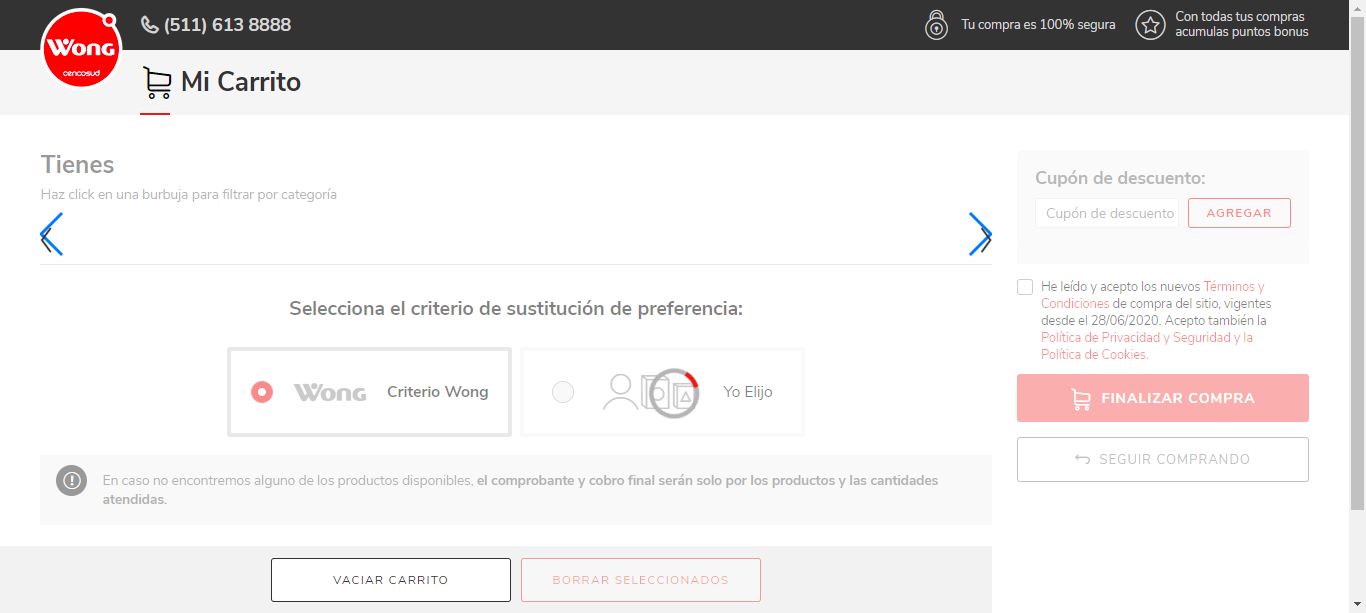 (511) 613 8888
Tu compra es 100% segura
Con todas tus compras
acumulas puntos bonus
Wong
cencosud
Mi Carrito
Tienes
Haz click en una burbuja para filtrar por categoría
Cupón de descuento:
Cupón de descuento
AGREGAR
He leído y acepto los nuevos Términos y
Condiciones de compra del sitio, vigentes
desde el 28/06/2020. Acepto también la
Política de Privacidad y Seguridad y la
Política de Cookies.
Selecciona el criterio de sustitución de preferencia:
Wong
Criterio Wong
Yo Elijo
FINALIZAR COMPRA
SEGUIR COMPRANDO
En caso no encontremos alguno de los productos disponibles, el comprobante y cobro final serán solo por los productos y las cantidades
atendidas.
VACIAR CARRITO
BORRAR SELECCIONADOS